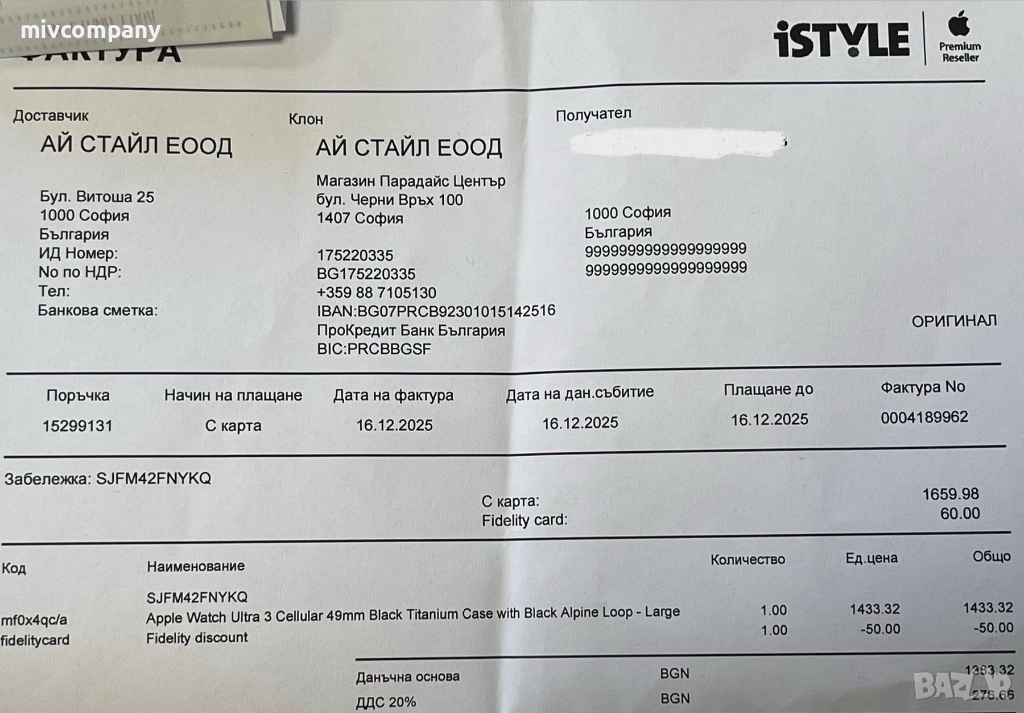 mivcompany
ФАКТУРА
iSTYLE
Premium
Reseller
Доставчик
АЙ СТАЙЛ ЕООД
Бул. Витоша 25
1000 София
България
ИД Номер:
No по НДР:
Тел:
Банкова сметка:
Клон
АЙ СТАЙЛ ЕООД
Магазин Парадайс Център
бул. Черни Връх 100
1407 София
175220335
BG175220335
+359 88 7105130
IBAN:BG07PRCB92301015142516
ПроКредит Банк България
BIC:PRCBBGSF
Получател
1000 София
България
9999999999999999999
9999999999999999999
ОРИГИНАЛ
Поръчка Начин на плащане Дата на фактура Дата на дан.събитие Плащане до Фактура No
15299131 С карта 16.12.2025 16.12.2025 16.12.2025 0004189962
Забележка: SJFM42FNYKQ
С карта: 1659.98
Fidelity card: 60.00
Код Наименование Количество Ед.цена Общо
SJFM42FNYKQ
mf0x4qc/a Apple Watch Ultra 3 Cellular 49mm Black Titanium Case with Black Alpine Loop - Large 1.00 1433.32 1433.32
fidelitycard Fidelity discount 1.00 -50.00 -50.00
Данъчна основа BGN 1383.32
ДДС 20% BGN 276.66
BAZAR